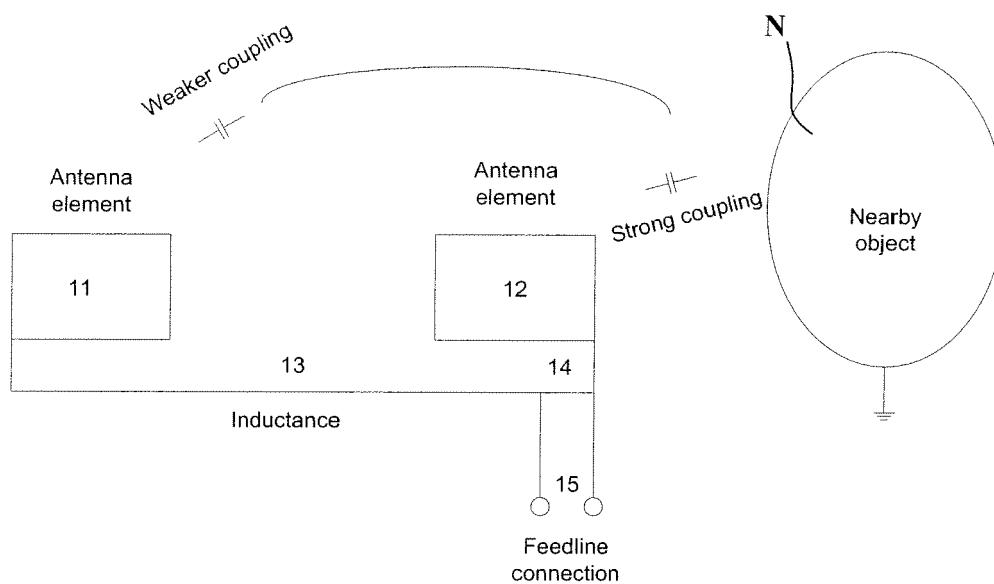 N
Weaker coupling
Antenna
element
Antenna
element
Strong coupling
Nearby
object
11
12
13
14
Inductance
15
Feedline
connection